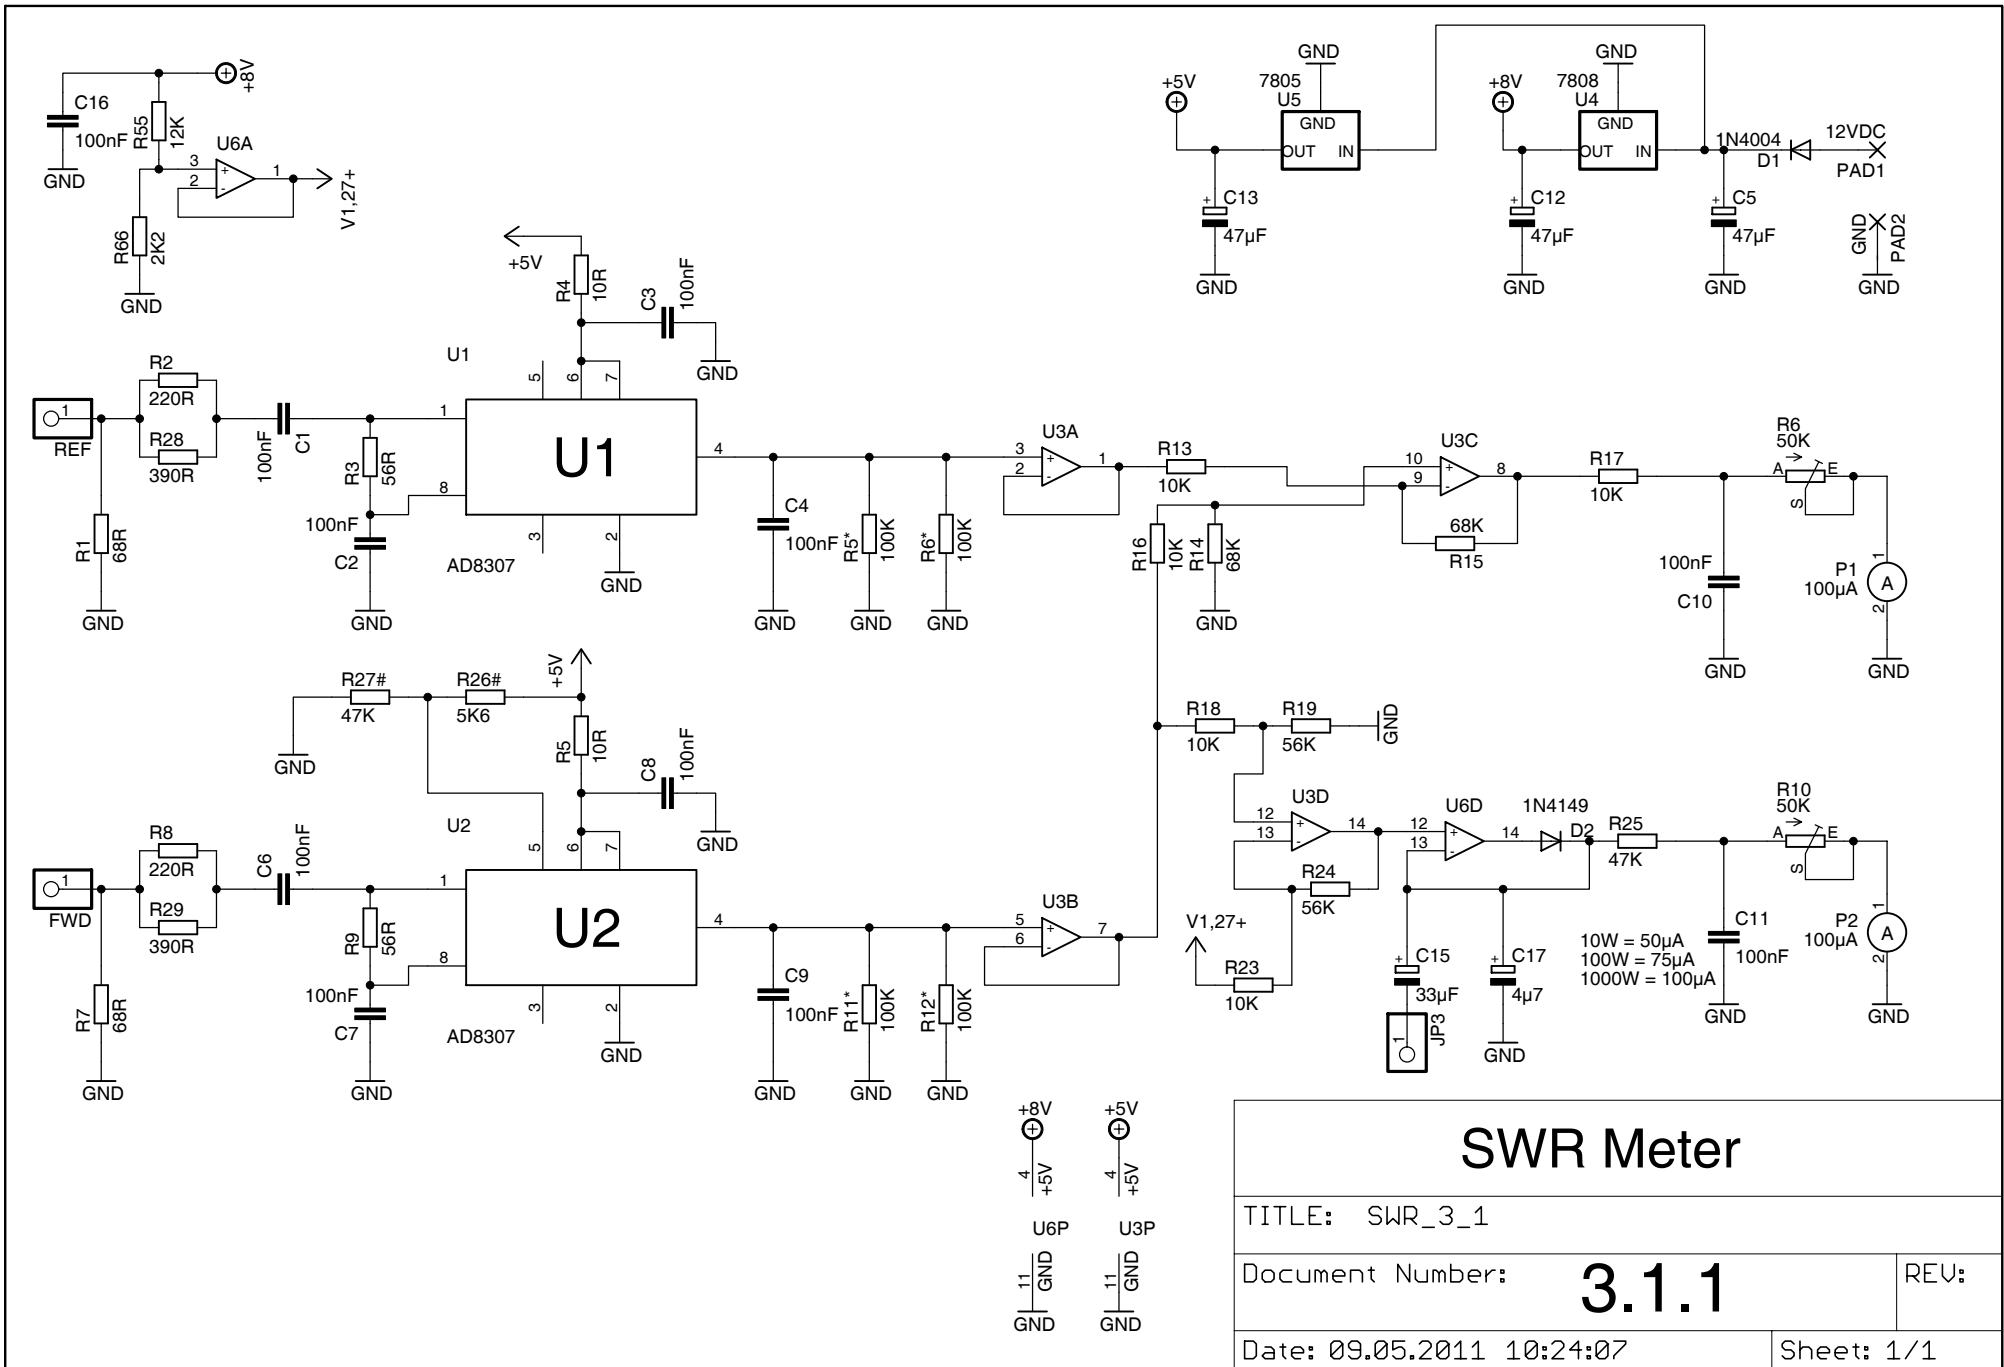 C16
100nF
GND
R55
12K
+8V
U6A
3
2
1
V1,27+
R66
2K2
GND
+5V
+5V
GND
7805
U5
GND
OUT
IN
C13
47µF
GND
+8V
GND
7808
U4
GND
OUT
IN
C12
47µF
GND
1N4004
D1
12VDC
PAD1
C5
47µF
GND
GND
PAD2
GND
R4
10R
C3
100nF
GND
REF
1
R2
220R
R28
390R
R1
68R
GND
100nF
C1
R3
56R
100nF
C2
GND
U1
U1
AD8307
1
8
5
6
7
3
2
4
GND
C4
100nF
GND
R5*
100K
GND
R6*
100K
GND
U3A
3
2
1
R13
10K
R16
10K
R14
68K
GND
U3C
10
9
8
68K
R15
R17
10K
100nF
C10
GND
R6
50K
A
E
S
P1
100µA
A
1
2
GND
R27#
47K
GND
R26#
5K6
+5V
R5
10R
C8
100nF
GND
FWD
1
R8
220R
R29
390R
R7
68R
GND
C6
100nF
R9
56R
100nF
C7
GND
U2
U2
AD8307
1
8
5
6
7
3
2
4
GND
C9
100nF
GND
R11*
100K
GND
R12*
100K
GND
U3B
5
6
7
R18
10K
R19
56K
GND
U3D
12
13
14
R24
56K
V1,27+
R23
10K
U6D
12
13
14
1N4149
D2
R25
47K
C15
33µF
JP3
1
C17
4µ7
GND
10W = 50µA
100W = 75µA
1000W = 100µA
C11
100nF
GND
R10
50K
A
E
S
P2
100µA
A
1
2
GND
+8V
4
+5V
U6P
11
GND
GND
+5V
4
+5V
U3P
11
GND
GND
SWR Meter
TITLE: SWR_3_1
Document Number: 3.1.1
REV:
Date: 09.05.2011 10:24:07
Sheet: 1/1